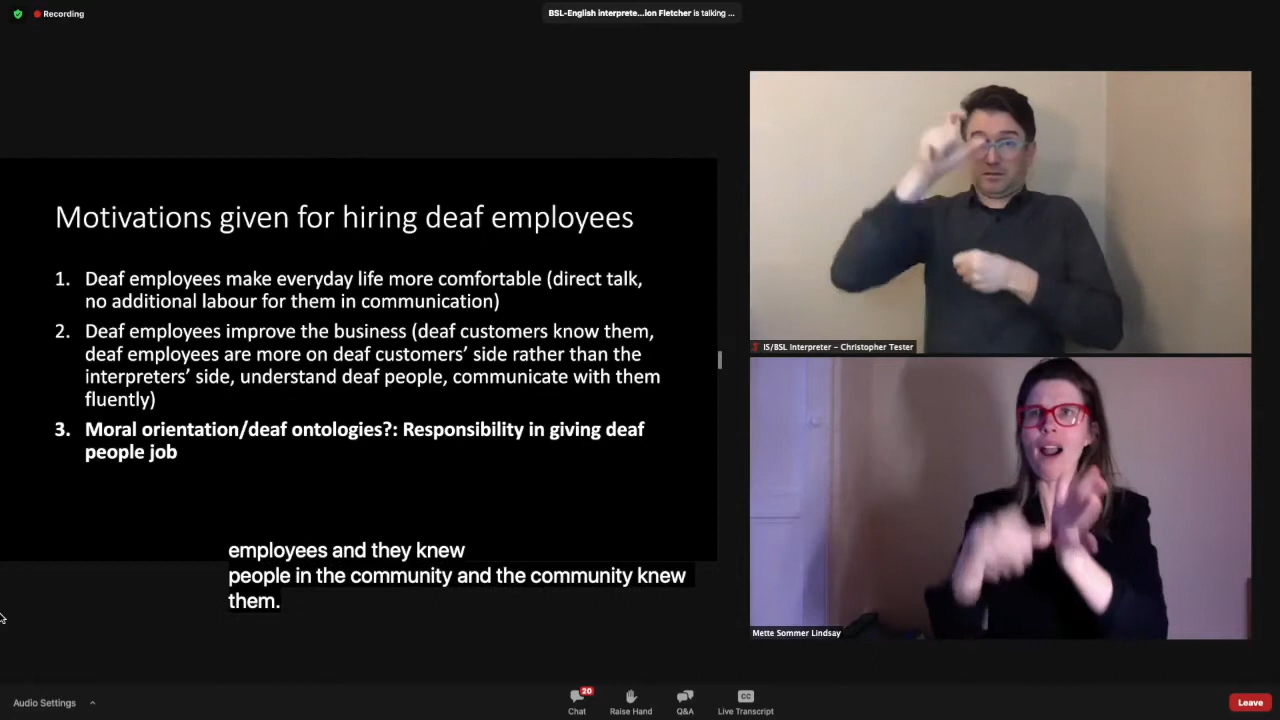 Recording
BSL-English interprete...ion Fletcher is talking ...
Motivations given for hiring deaf employees
1. Deaf employees make everyday life more comfortable (direct talk,
no additional labour for them in communication)
2. Deaf employees improve the business (deaf customers know them,
deaf employees are more on deaf customers’ side rather than the
interpreters’ side, understand deaf people, communicate with them
fluently)
3. Moral orientation/deaf ontologies?: Responsibility in giving deaf
people job
employees and they knew
people in the community and the community knew
them.
IS/BSL Interpreter – Christopher Tester
Mette Sommer Lindsay
Audio Settings
20
Chat
Raise Hand
Q&A
CC
Live Transcript
Leave